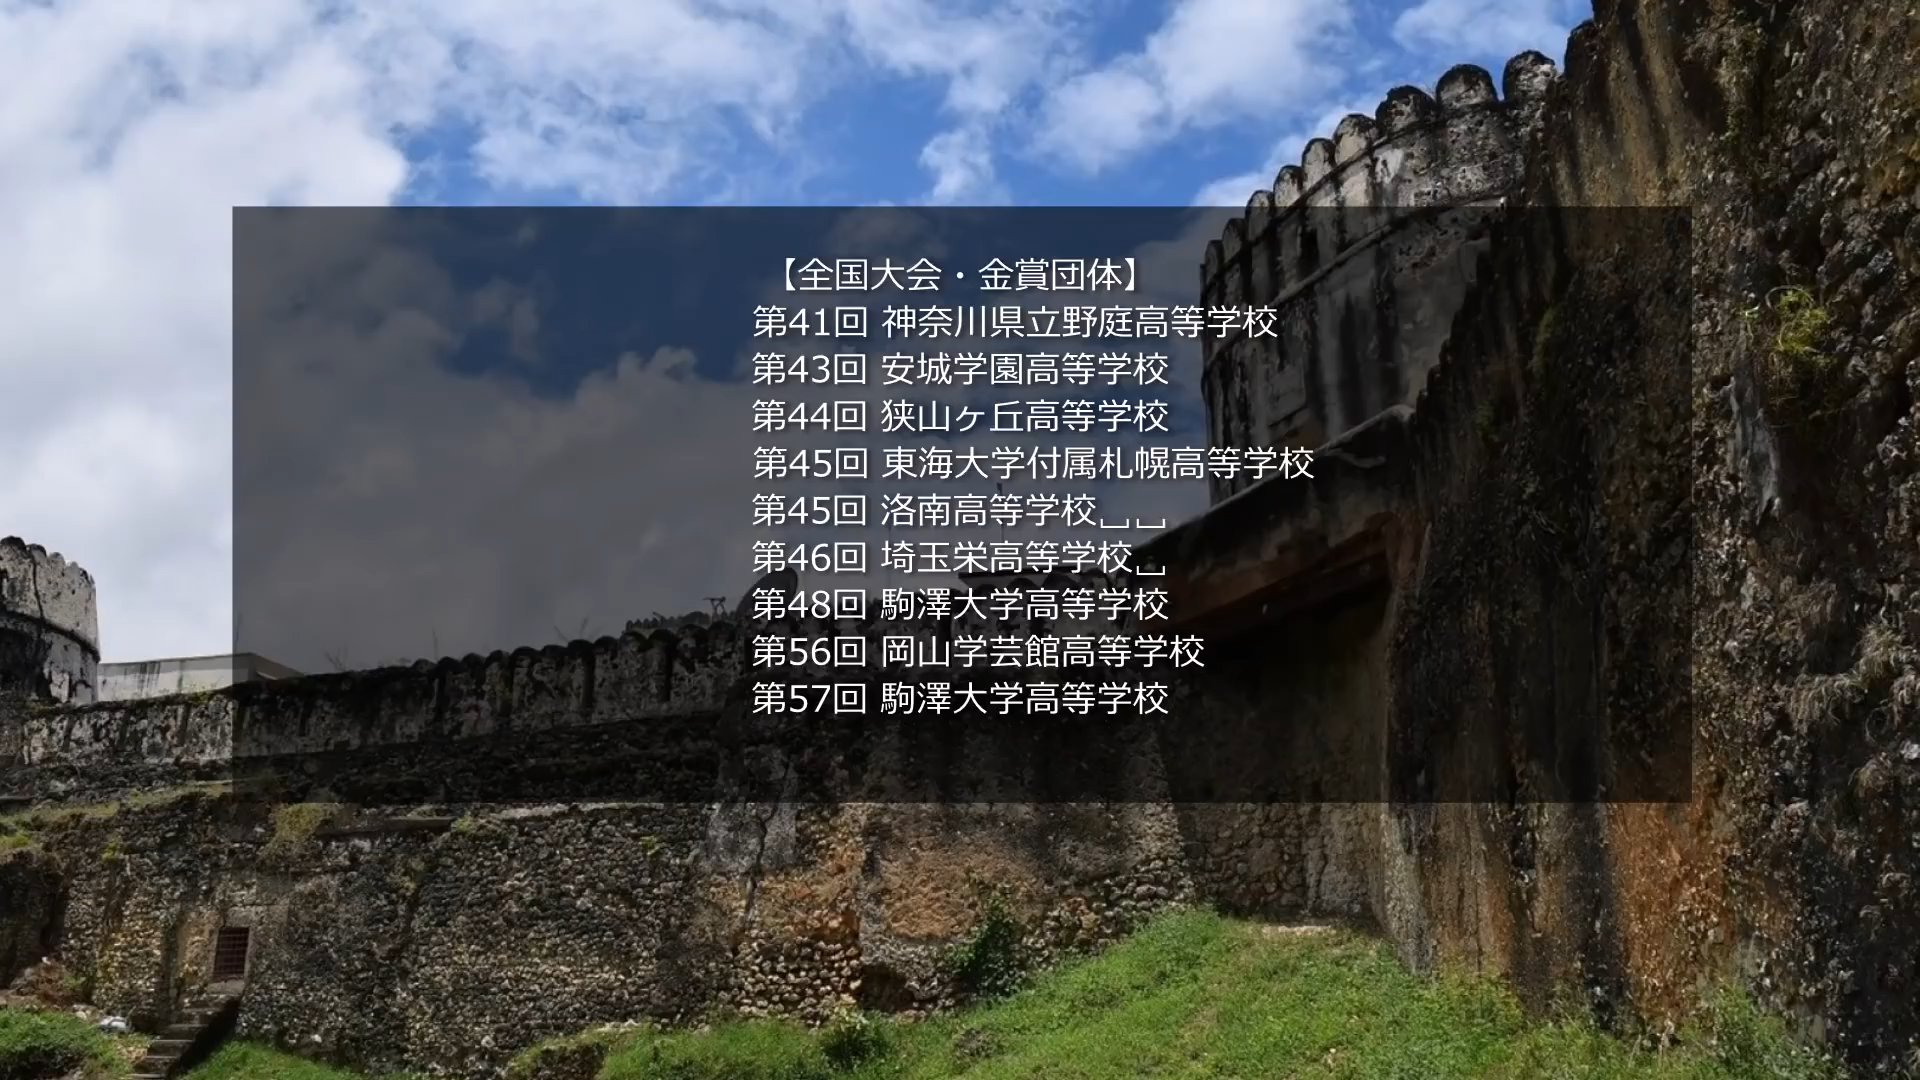 【全国大会・金賞団体】
第41回 神奈川県立野庭高等学校
第43回 安城学園高等学校
第44回 狭山ヶ丘高等学校
第45回 東海大学付属札幌高等学校
第45回 洛南高等学校␣␣
第46回 埼玉栄高等学校␣
第48回 駒澤大学高等学校
第56回 岡山学芸館高等学校
第57回 駒澤大学高等学校